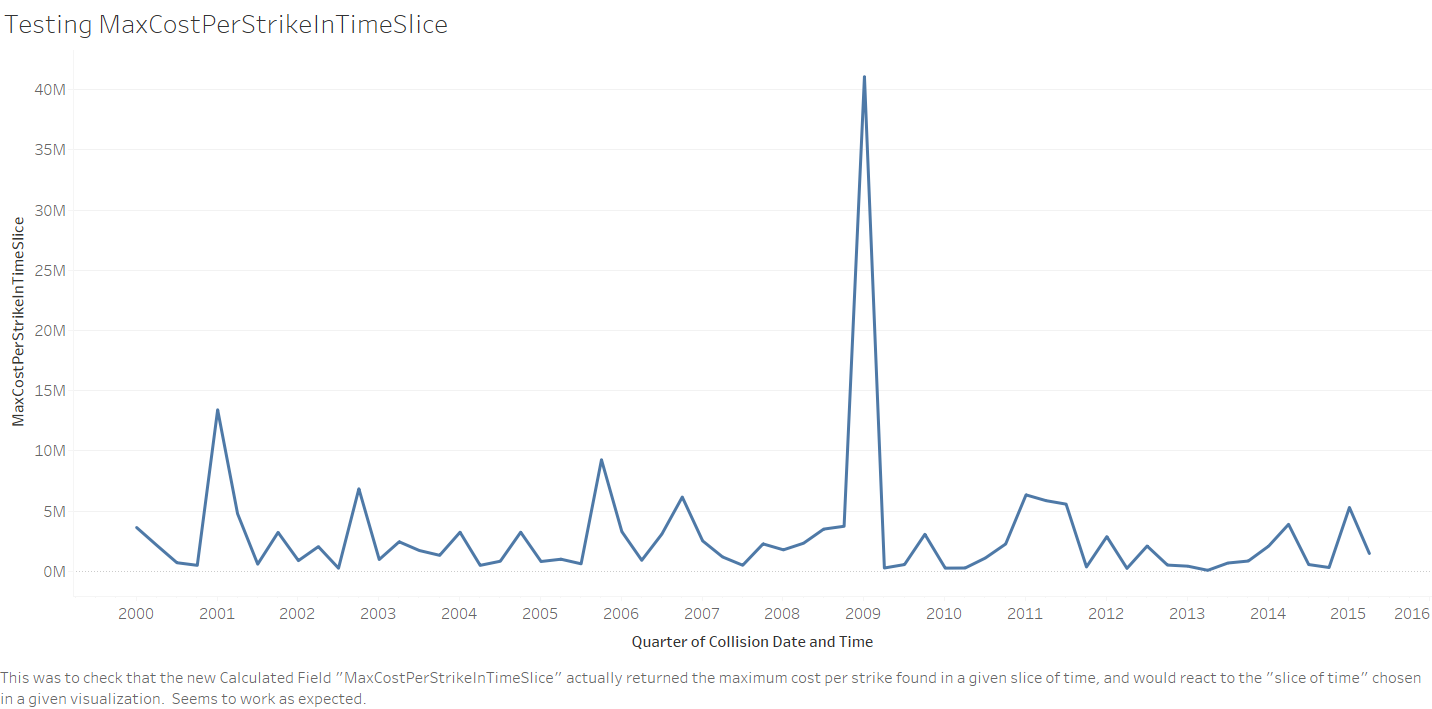 Testing MaxCostPerStrikeInTimeSlice
40M
35M
30M
25M
20M
15M
10M
5M
0M
MaxCostPerStrikeInTimeSlice
2000 2001 2002 2003 2004 2005 2006 2007 2008 2009 2010 2011 2012 2013 2014 2015 2016
Quarter of Collision Date and Time
This was to check that the new Calculated Field "MaxCostPerStrikeInTimeSlice" actually returned the maximum cost per strike found in a given slice of time, and would react to the "slice of time" chosen
in a given visualization.  Seems to work as expected.